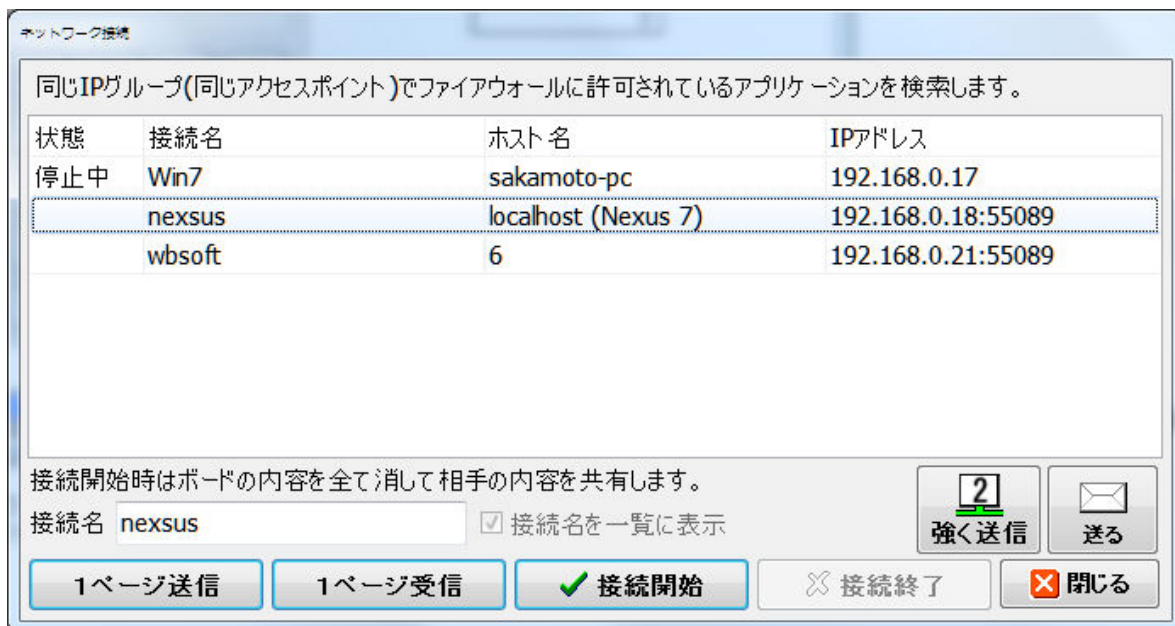 ネットワーク接続
同じIPグループ(同じアクセスポイント)でファイアウォールに許可されているアプリケーションを検索します。
状態 接続名 ホスト名 IPアドレス
停止中 Win7 sakamoto-pc 192.168.0.17
nexsus localhost (Nexus 7) 192.168.0.18:55089
wbsoft 6 192.168.0.21:55089
接続開始時はボードの内容を全て消して相手の内容を共有します。
接続名 nexsus 接続名を一覧に表示
2
強く送信 送る
1ページ送信 1ページ受信 接続開始 接続終了 閉じる